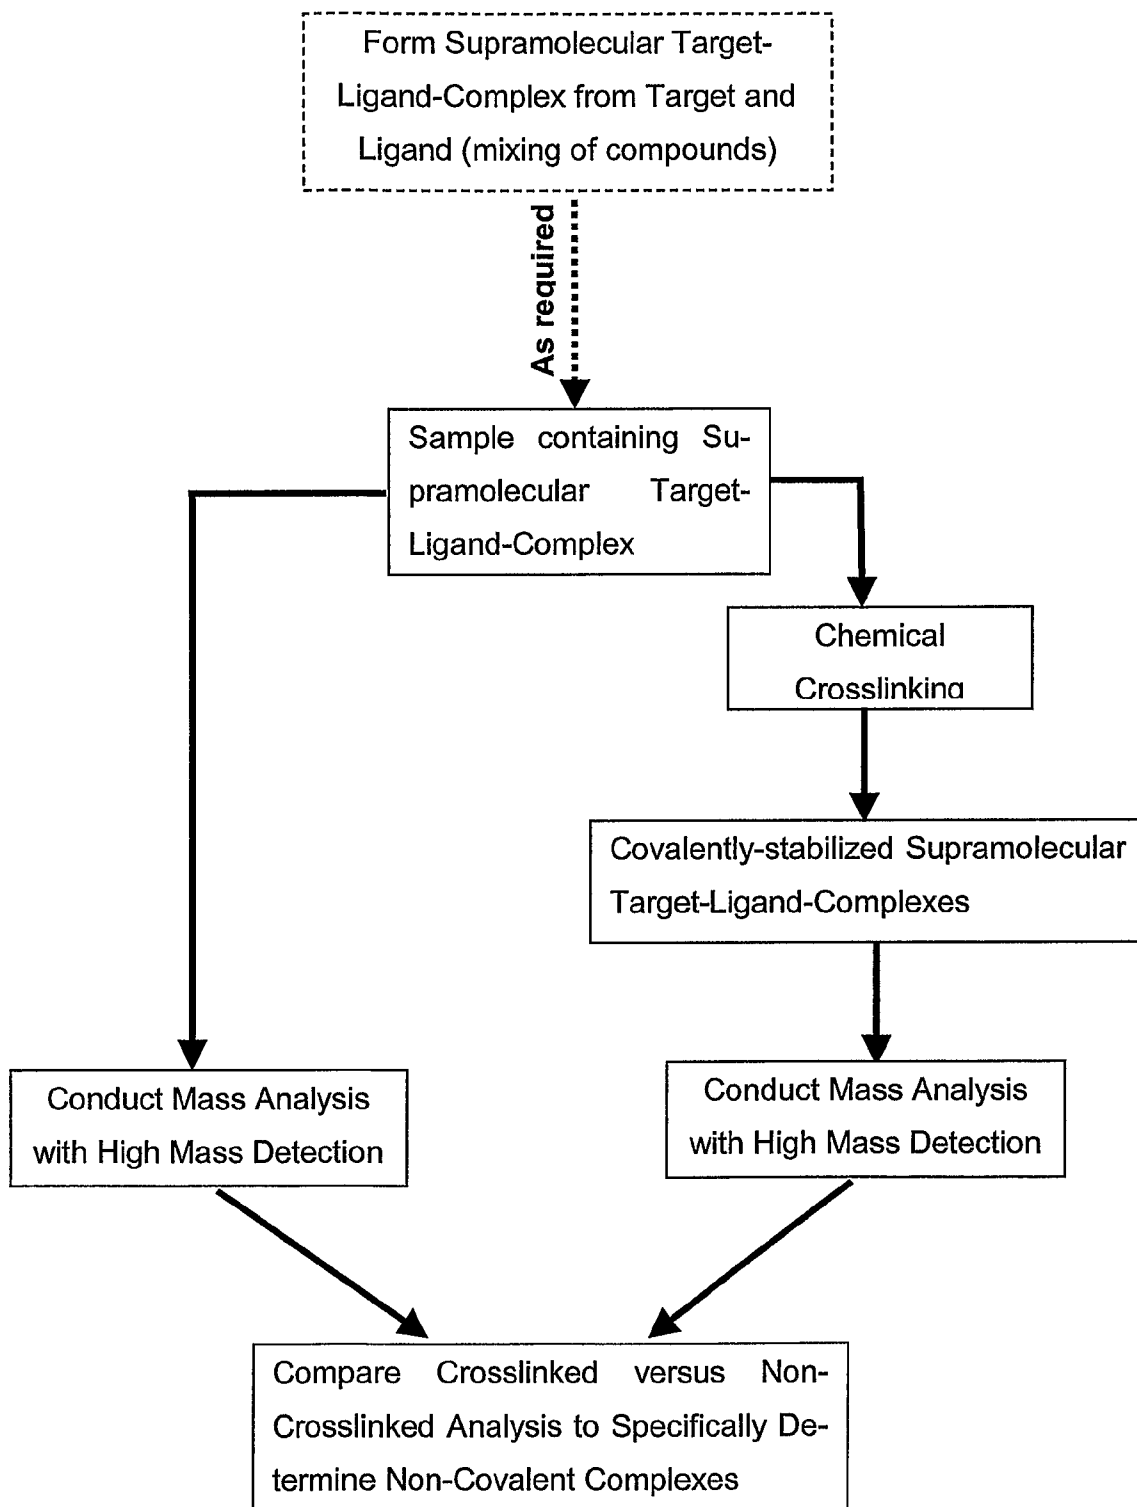 Form Supramolecular Target-
Ligand-Complex from Target and
Ligand (mixing of compounds)
As required
Sample containing Su-
pramolecular Target-
Ligand-Complex
Chemical
Crosslinking
Covalently-stabilized Supramolecular
Target-Ligand-Complexes
Conduct Mass Analysis
with High Mass Detection
Conduct Mass Analysis
with High Mass Detection
Compare Crosslinked versus Non-
Crosslinked Analysis to Specifically De-
termine Non-Covalent Complexes